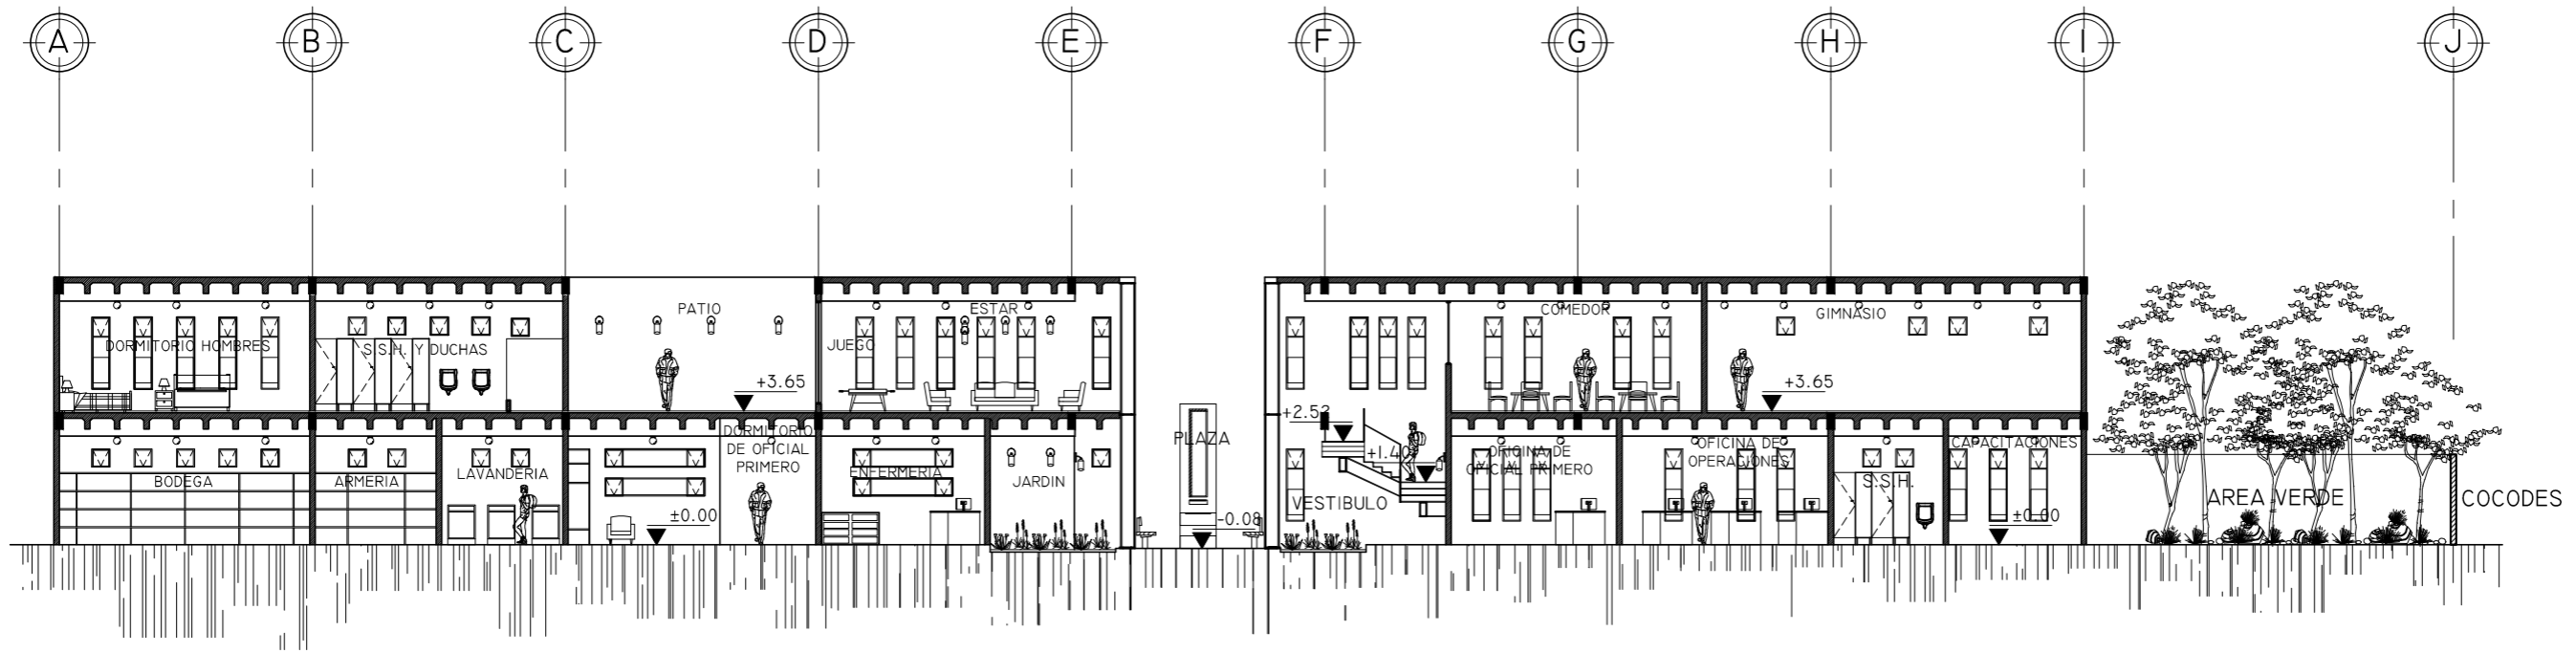 A B C D E F G H I J
PATIO
ESTAR
COMEDOR
GIMNASIO
DORMITORIO HOMBRES
S.S.H. Y DUCHAS
JUEGO
+3.65
+3.65
+2.52
+1.40
DORMITORIO
DE OFICIAL
PRIMERO
PLAZA
OFICINA DE
OFICIAL PRIMERO
OFICINA DE
OPERACIONES
CAPACITACIONES
BODEGA
ARMERIA
LAVANDERIA
ENFERMERIA
JARDIN
VESTIBULO
S.S.H.
AREA VERDE
COCODES
±0.00
-0.08
±0.00